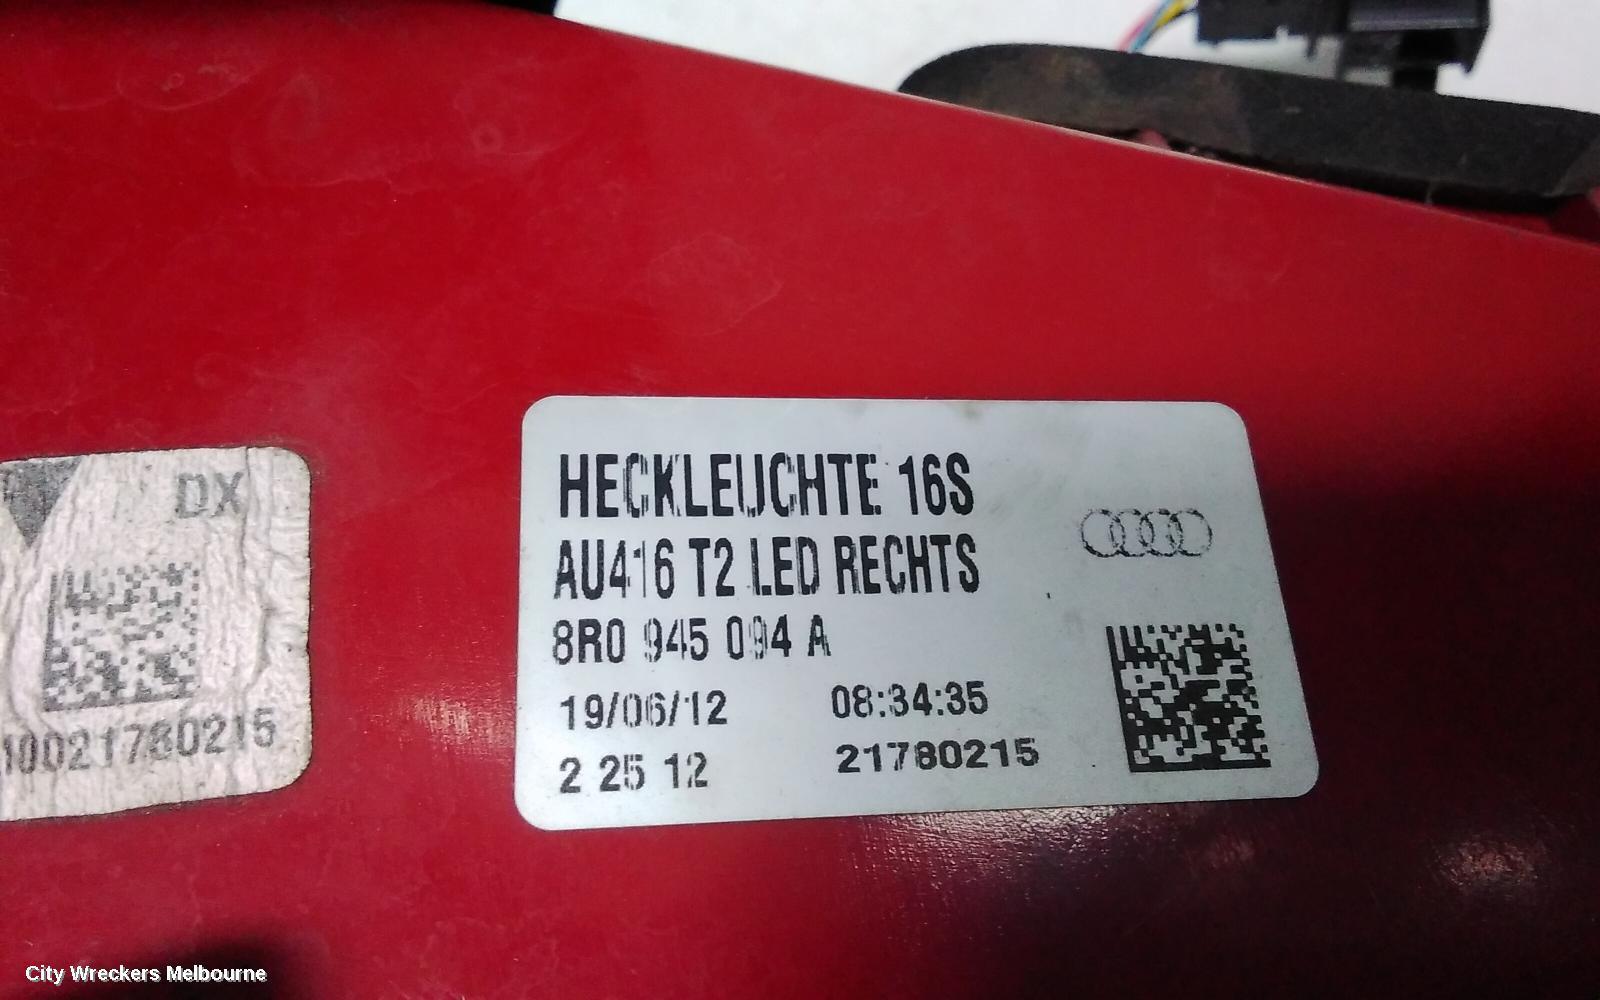 DX
10021780215
HECKLEUCHTE 16S
AU416 T2 LED RECHTS
8R0 945 094 A
19/06/12 08:34:35
2 25 12 21780215
City Wreckers Melbourne